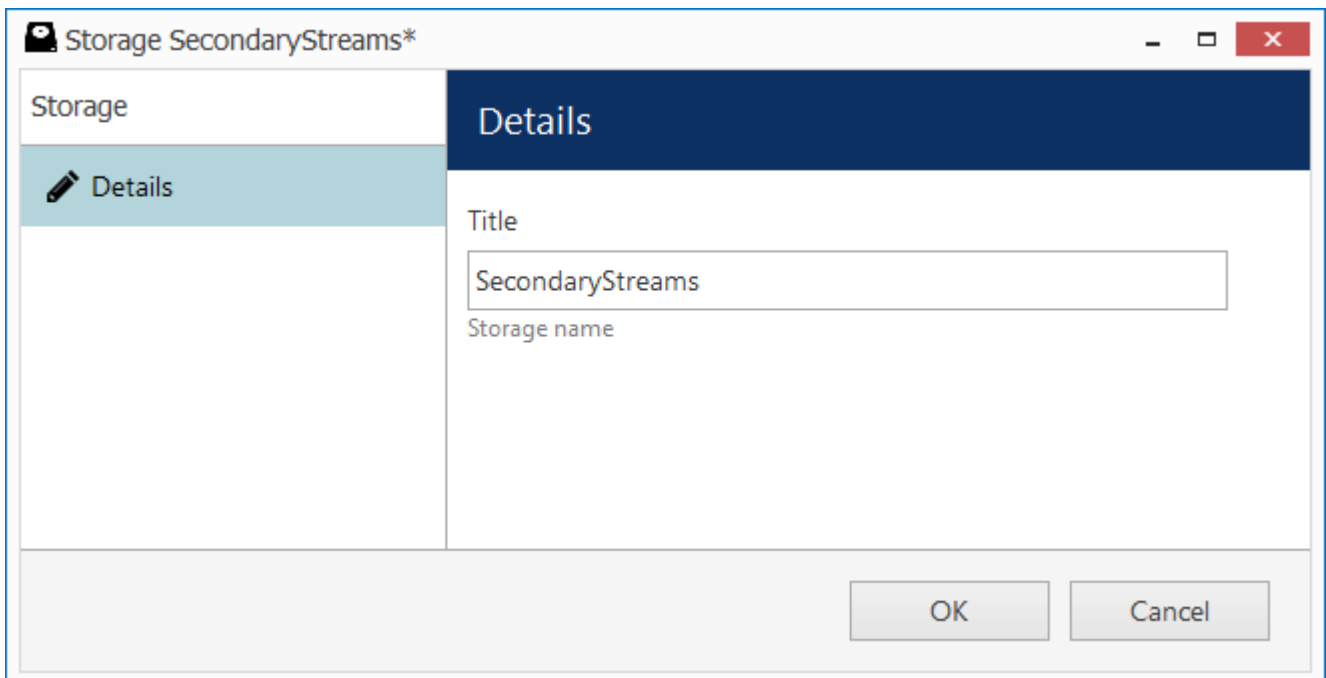 Storage SecondaryStreams*
Storage
Details
Details
Title
SecondaryStreams
Storage name
OK
Cancel